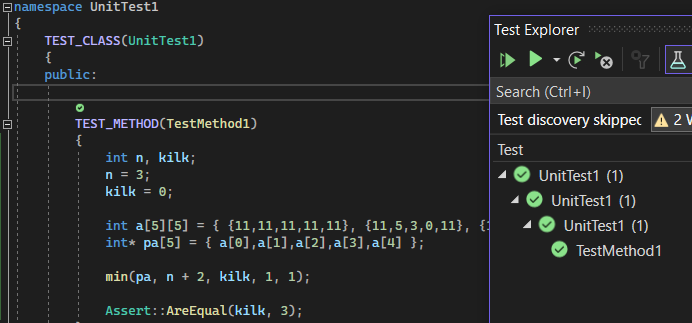 namespace UnitTest1
{
TEST_CLASS(UnitTest1)
{
public:
TEST_METHOD(TestMethod1)
{
int n, kilk;
n = 3;
kilk = 0;
int a[5][5] = { {11,11,11,11,11}, {11,5,3,0,11},
int* pa[5] = { a[0],a[1],a[2],a[3],a[4] };
min(pa, n + 2, kilk, 1, 1);
Assert::AreEqual(kilk, 3);
Test Explorer
Search (Ctrl+I)
Test discovery skipped
2
Test
UnitTest1 (1)
UnitTest1 (1)
UnitTest1 (1)
TestMethod1